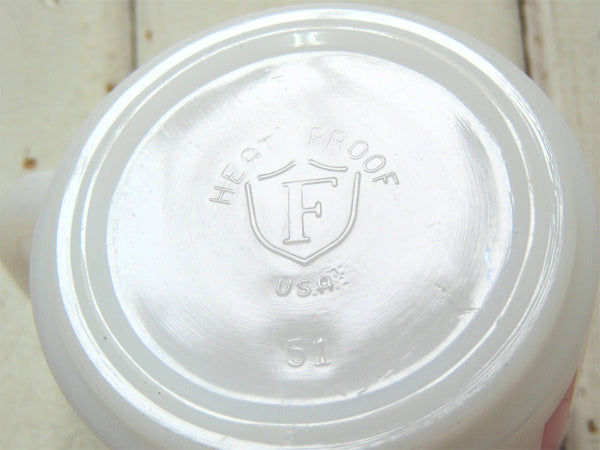 HEAT PROOF
F
U.S.A.
51